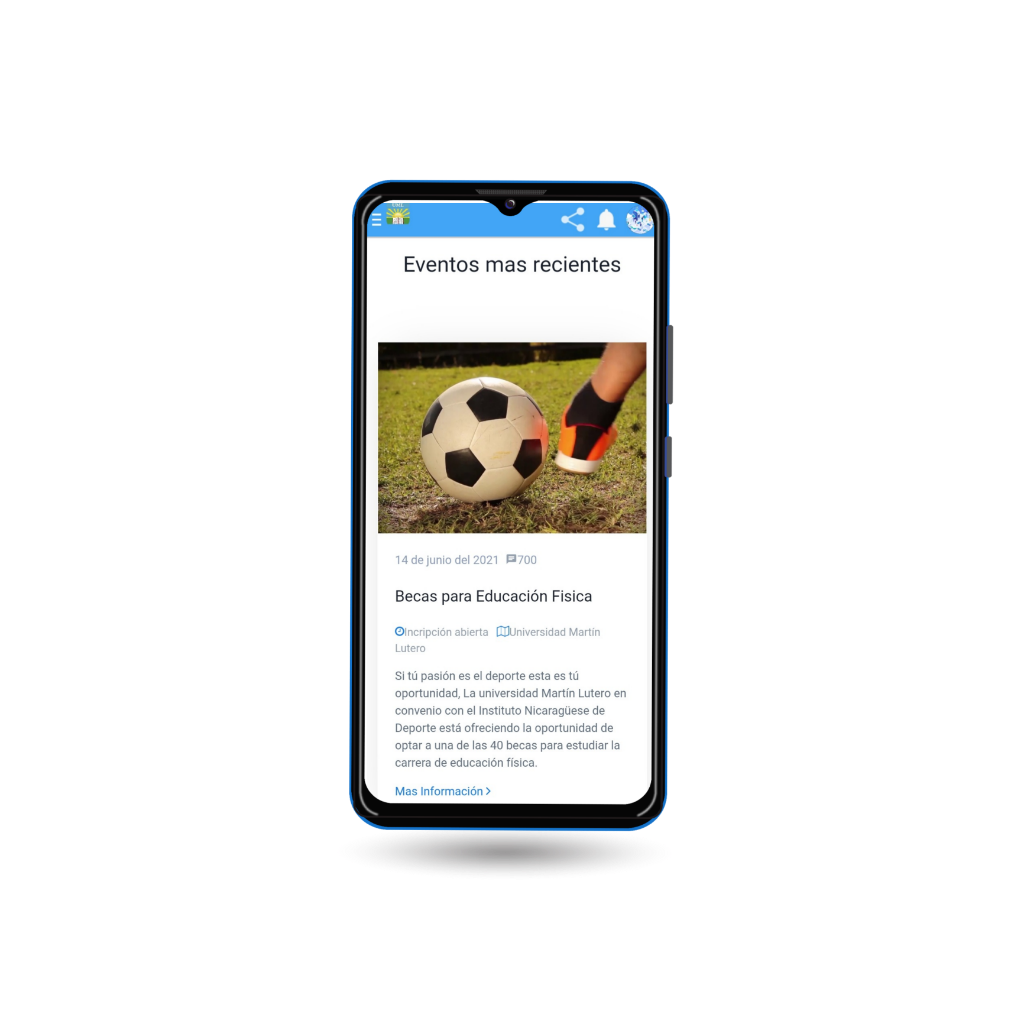 Eventos mas recientes
14 de junio del 2021 700
Becas para Educación Fisica
Incripción abierta Universidad Martín
Lutero
Si tú pasión es el deporte esta es tú
oportunidad, La universidad Martín Lutero en
convenio con el Instituto Nicaragüese de
Deporte está ofreciendo la oportunidad de
optar a una de las 40 becas para estudiar la
carrera de educación física.
Mas Información